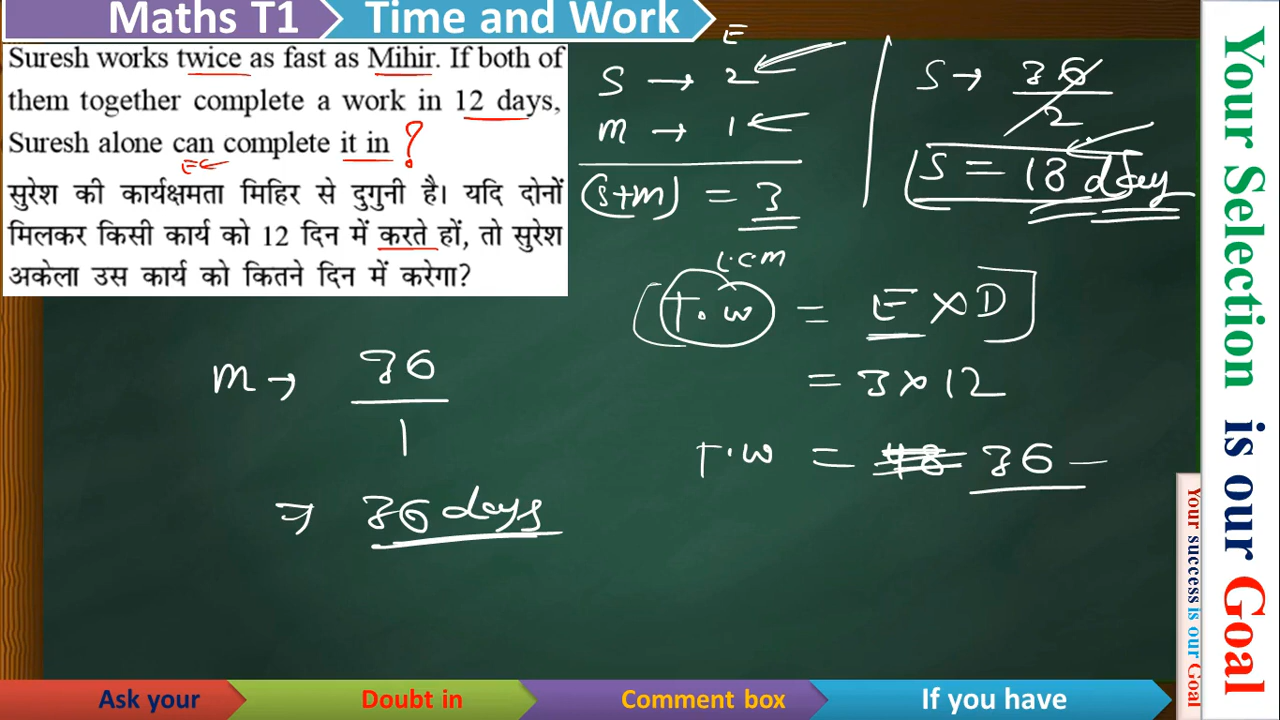 Maths T1
Time and Work
Suresh works twice as fast as Mihir. If both of
them together complete a work in 12 days,
Suresh alone can complete it in ?
E
सुरेश की कार्यक्षमता मिहिर से दुगुनी है। यदि दोनों
मिलकर किसी कार्य को 12 दिन में करते हों, तो सुरेश
अकेला उस कार्य को कितने दिन में करेगा?
E
S → 2
m → 1
(S+m) = 3
S → 36/2
S = 18 day
L.C.M
(T.W = E×D]
= 3×12
T.W = 48 36
m → 36/1
⇒ 36 days
Your Selection is our Goal
Your success is our Goal
Ask your
Doubt in
Comment box
If you have